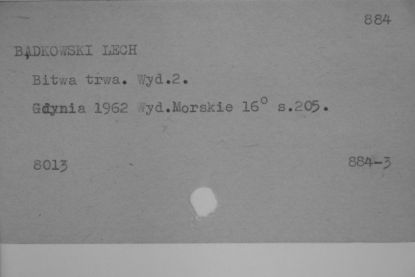 884
BĄDKOWSKI LECH
Bitwa trwa. Wyd.2.
Gdynia 1962 Wyd.Morskie 16° s.205.
8013 884-3